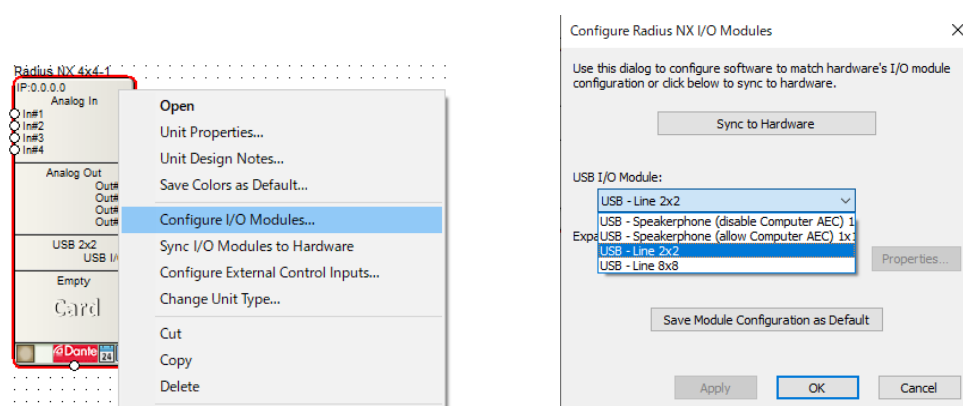 Radius NX 4x4-1
IP:0.0.0.0
Analog In
In#1
In#2
In#3
In#4
Analog Out
Out#
Out#
Out#
Out#
USB 2x2
USB I/
Empty
Card
Dante
24
Open
Unit Properties...
Unit Design Notes...
Save Colors as Default...
Configure I/O Modules...
Sync I/O Modules to Hardware
Configure External Control Inputs...
Change Unit Type...
Cut
Copy
Delete
Configure Radius NX I/O Modules
Use this dialog to configure software to match hardware's I/O module
configuration or click below to sync to hardware.
Sync to Hardware
USB I/O Module:
USB - Line 2x2
USB - Speakerphone (disable Computer AEC) 1
Expa
USB - Speakerphone (allow Computer AEC) 1x1
USB - Line 2x2
USB - Line 8x8
Properties...
Save Module Configuration as Default
Apply
OK
Cancel